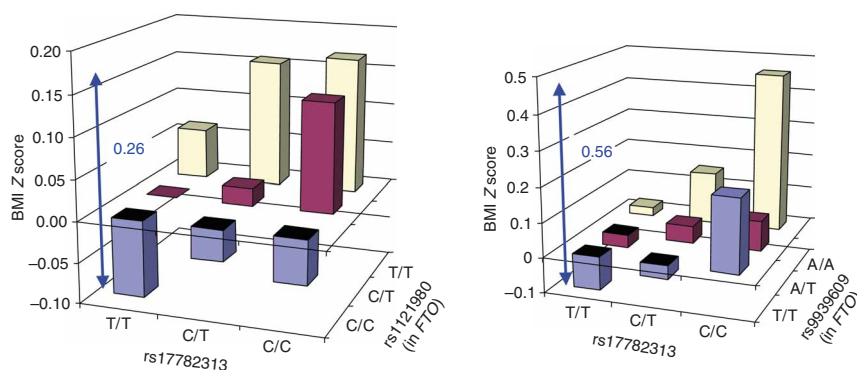 0.20
0.15
0.10
0.05
0.00
−0.05
−0.10
BMI Z score
0.26
T/T
C/T
C/C
rs17782313
T/T
C/T
C/C
rs1121980
(in FTO)
0.5
0.4
0.3
0.2
0.1
0
−0.1
BMI Z score
0.56
T/T
C/T
C/C
rs17782313
A/A
A/T
T/T
rs9939609
(in FTO)